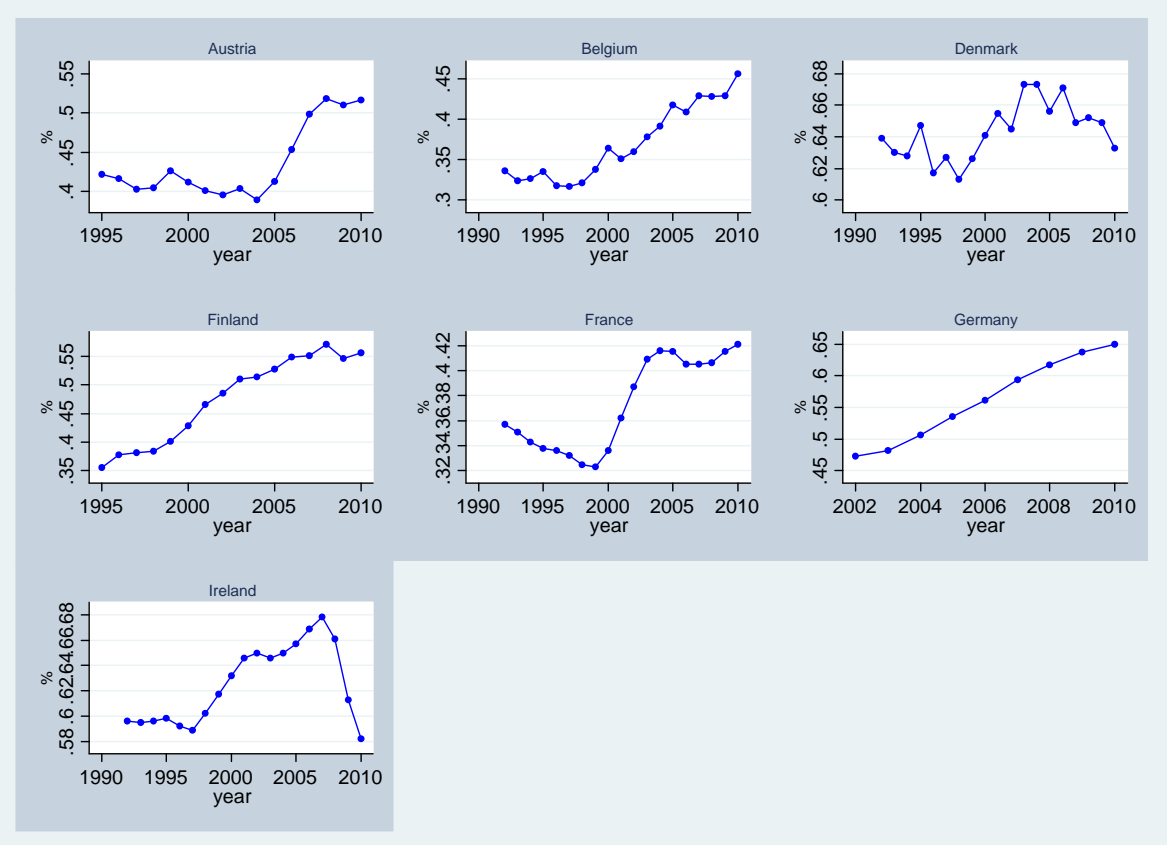 Austria
.55
.5
.45
.4
%
1995 2000 2005 2010
year
Belgium
.45
.4
.35
.3
%
1990 1995 2000 2005 2010
year
Denmark
.68
.66
.64
.62
.6
%
1990 1995 2000 2005 2010
year
Finland
.55
.5
.45
.4
.35
%
1995 2000 2005 2010
year
France
.42
.4
.38
.36
.34
.32
%
1990 1995 2000 2005 2010
year
Germany
.65
.6
.55
.5
.45
%
2002 2004 2006 2008 2010
year
Ireland
.68
.66
.64
.62
.6
.58
%
1990 1995 2000 2005 2010
year